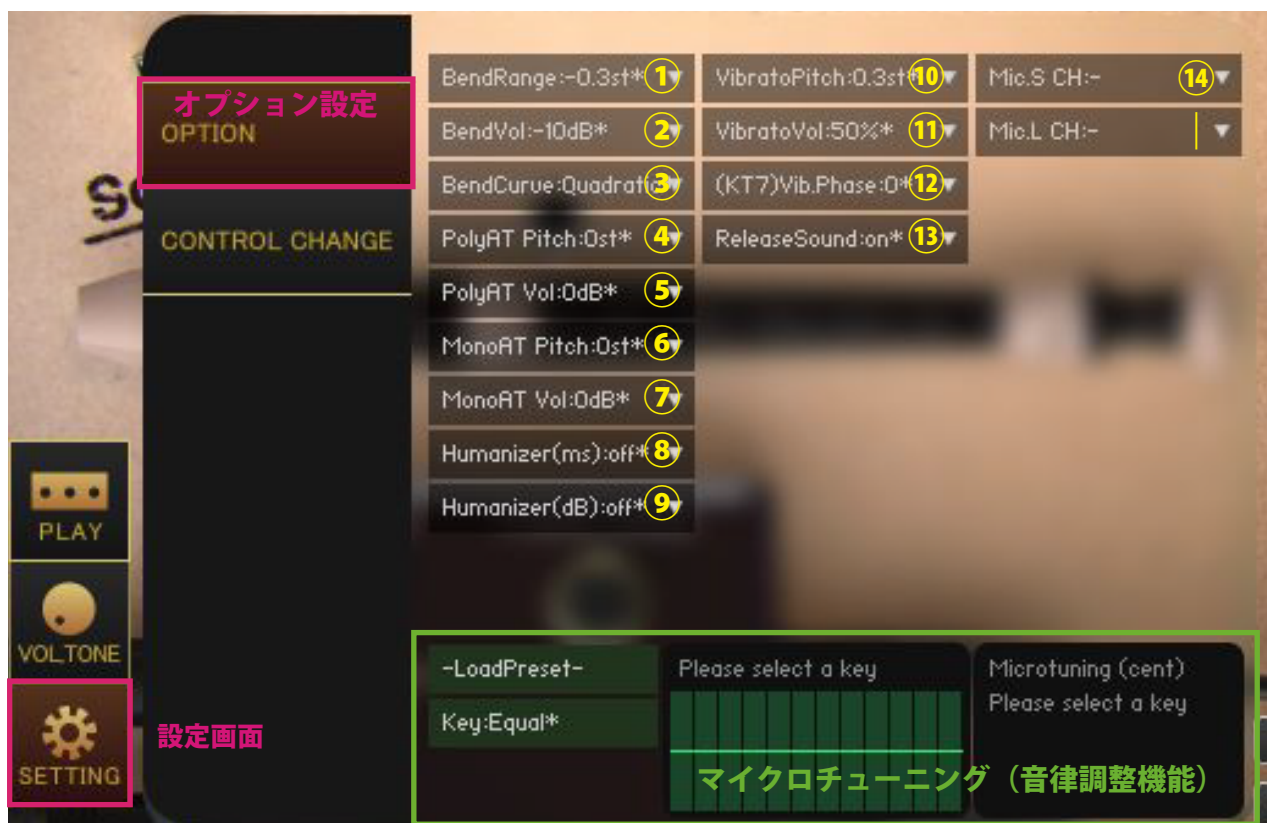 オプション設定
OPTION
CONTROL CHANGE
BendRange:-0.3st* ① ▼
BendVol:-10dB* ② ▼
BendCurve:Quadratic ③ ▼
PolyAT Pitch:0st* ④ ▼
PolyAT Vol:0dB* ⑤ ▼
MonoAT Pitch:0st* ⑥ ▼
MonoAT Vol:0dB* ⑦ ▼
Humanizer(ms):off* ⑧ ▼
Humanizer(dB):off* ⑨ ▼
VibratoPitch:0.3st* ⑩ ▼
VibratoVol:50%* ⑪ ▼
(KT7)Vib.Phase:0* ⑫ ▼
ReleaseSound:on* ⑬ ▼
Mic.S CH:- ⑭ ▼
Mic.L CH:- ▼
PLAY
VOLTONE
SETTING
設定画面
-LoadPreset-
Key:Equal*
Please select a key
Microtuning (cent)
Please select a key
マイクロチューニング（音律調整機能）